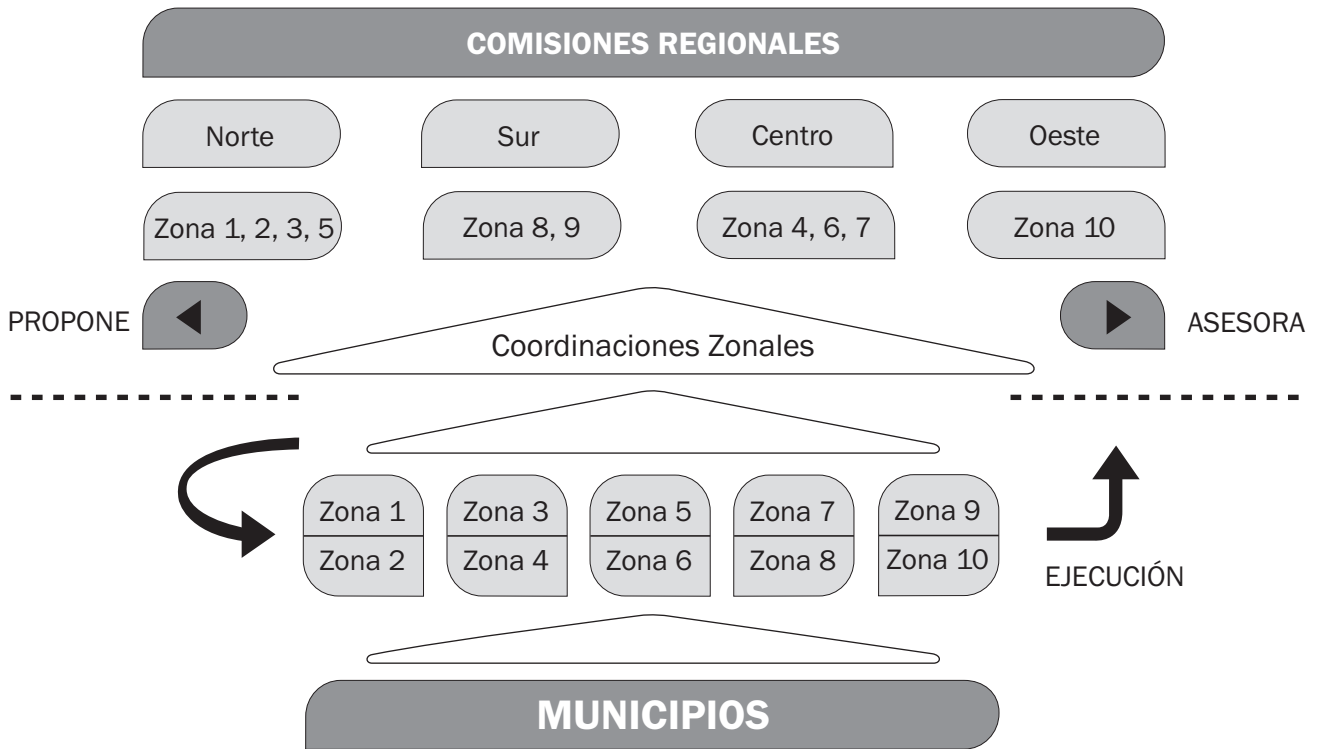 COMISIONES REGIONALES
Norte
Sur
Centro
Oeste
Zona 1, 2, 3, 5
Zona 8, 9
Zona 4, 6, 7
Zona 10
PROPONE
ASESORA
Coordinaciones Zonales
Zona 1
Zona 3
Zona 5
Zona 7
Zona 9
Zona 2
Zona 4
Zona 6
Zona 8
Zona 10
EJECUCIÓN
MUNICIPIOS